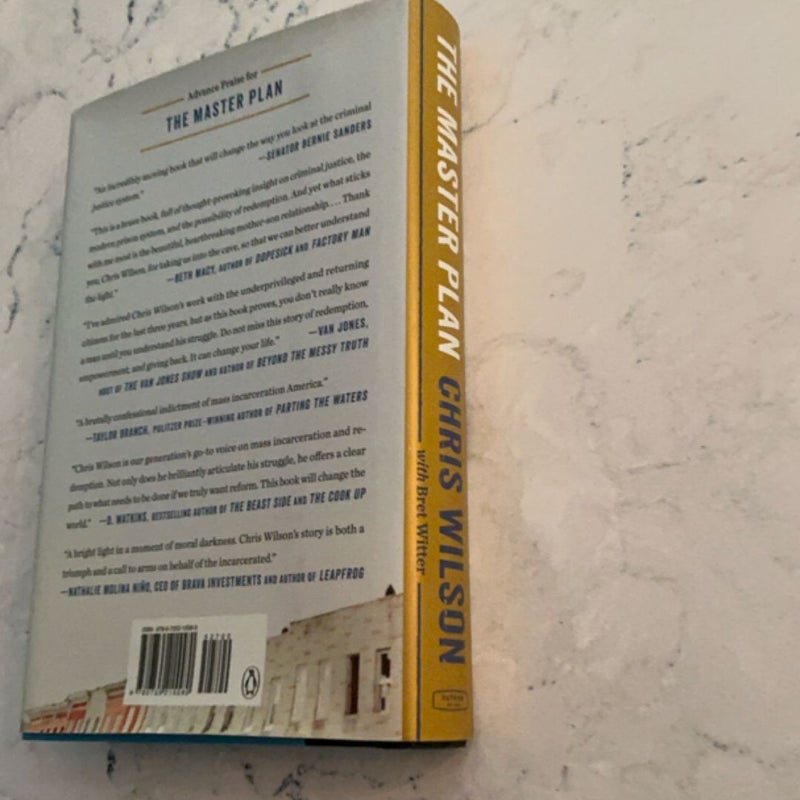 Advance Praise for
THE MASTER PLAN
"An incredibly moving book that will change the way you look at the criminal
justice system."
—SENATOR BERNIE SANDERS
"This is a brave book, full of thought-provoking insight on criminal justice, the
modern prison system, and the possibility of redemption. And yet what sticks
with me most is the beautiful, heartbreaking mother-son relationship. . . . Thank
you, Chris Wilson, for taking us into the cave, so that we can better understand
the light."
—BETH MACY, AUTHOR OF DOPESICK AND FACTORY MAN
"I've admired Chris Wilson's work with the underprivileged and returning
citizens for the last three years, but as this book proves, you don't really know
a man until you understand his struggle. Do not miss this story of redemption,
empowerment, and giving back. It can change your life."
—VAN JONES,
HOST OF THE VAN JONES SHOW AND AUTHOR OF BEYOND THE MESSY TRUTH
"A brutally confessional indictment of mass incarceration America."
—TAYLOR BRANCH, PULITZER PRIZE–WINNING AUTHOR OF PARTING THE WATERS
"Chris Wilson is our generation's go-to voice on mass incarceration and re-
demption. Not only does he brilliantly articulate his struggle, he offers a clear
path to what needs to be done if we truly want reform. This book will change the
world." —D. WATKINS, BESTSELLING AUTHOR OF THE BEAST SIDE AND THE COOK UP
"A bright light in a moment of moral darkness. Chris Wilson's story is both a
triumph and a call to arms on behalf of the incarcerated."
—NATHALIE MOLINA NIÑO, CEO OF BRAVA INVESTMENTS AND AUTHOR OF LEAPFROG
THE MASTER PLAN CHRIS WILSON
with Bret Witter